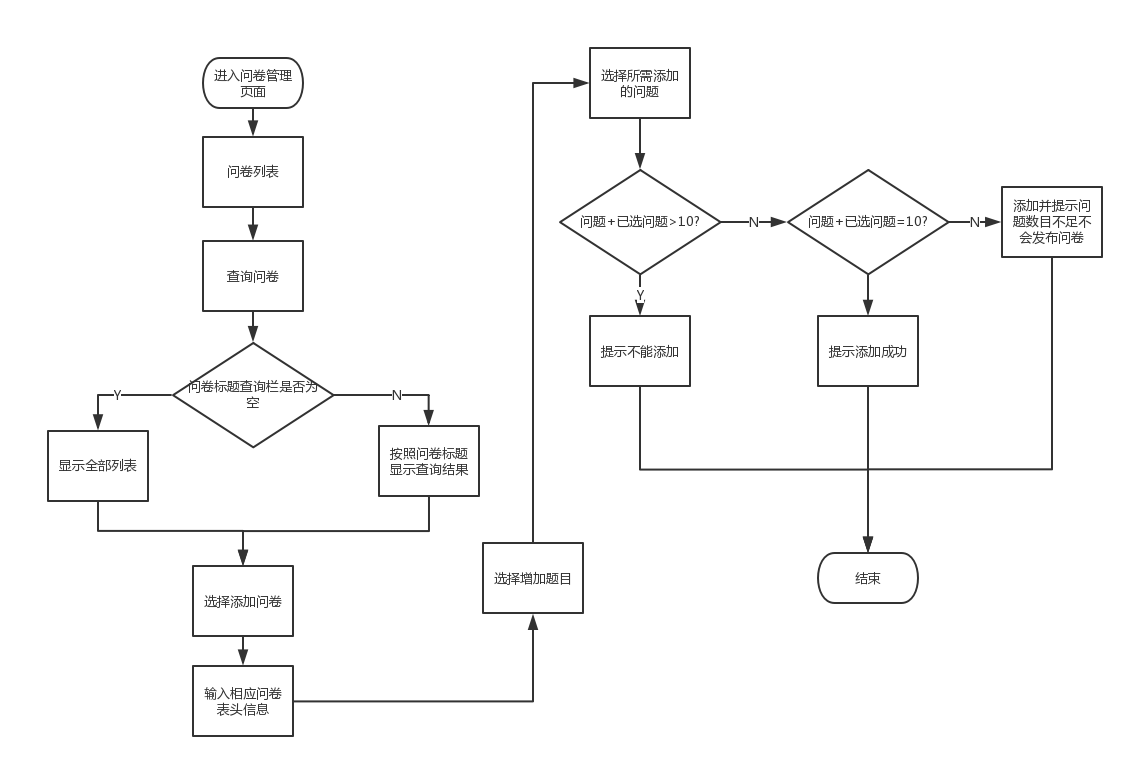 进入问卷管理
页面
问卷列表
查询问卷
问卷标题查询栏是否为
空
Y
N
显示全部列表
按照问卷标题
显示查询结果
选择添加问卷
输入相应问卷
表头信息
选择增加题目
选择所需添加
的问题
问题+已选问题>10?
N
问题+已选问题=10?
N
添加并提示问
题数目不足不
会发布问卷
Y
提示不能添加
提示添加成功
结束